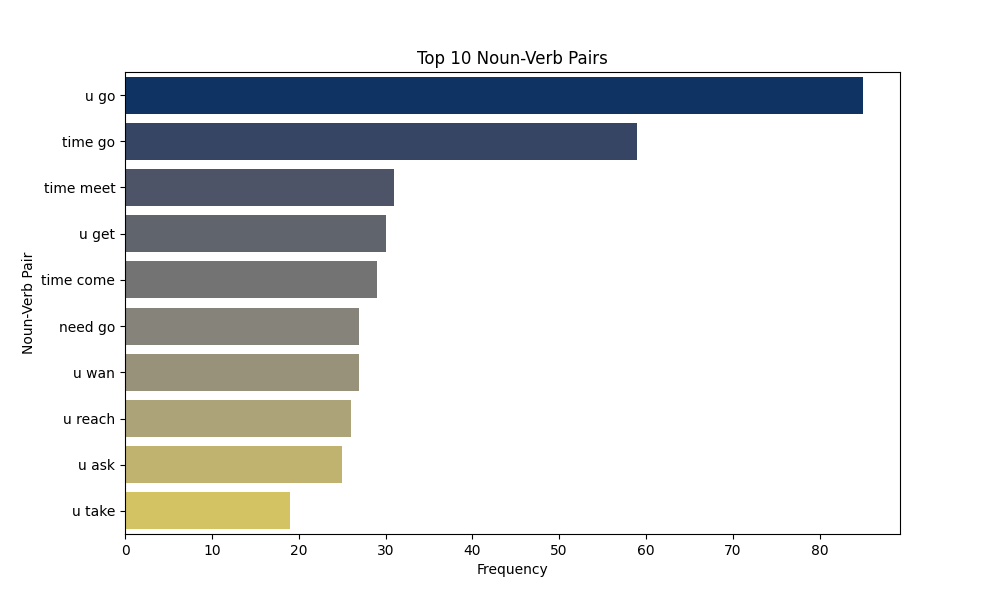 Top 10 Noun-Verb Pairs
Noun-Verb Pair
u go
time go
time meet
u get
time come
need go
u wan
u reach
u ask
u take
0 10 20 30 40 50 60 70 80
Frequency